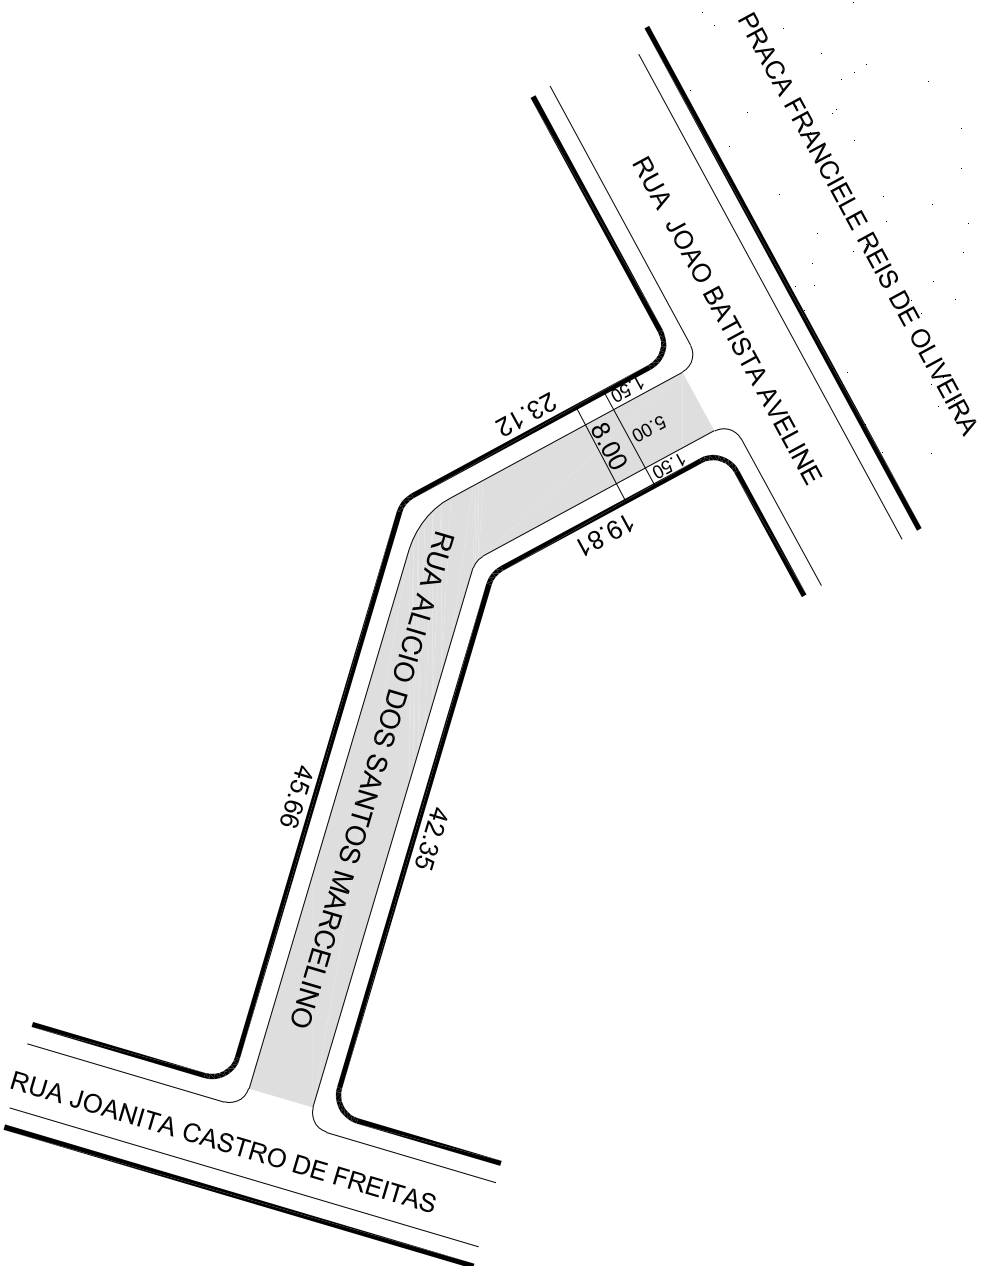 PRACA FRANCIELE REIS DE OLIVEIRA
RUA JOAO BATISTA AVELINE
23.12
1.50
5.00
8.00
1.50
19.81
RUA ALICIO DOS SANTOS MARCELINO
45.66
42.35
RUA JOANITA CASTRO DE FREITAS